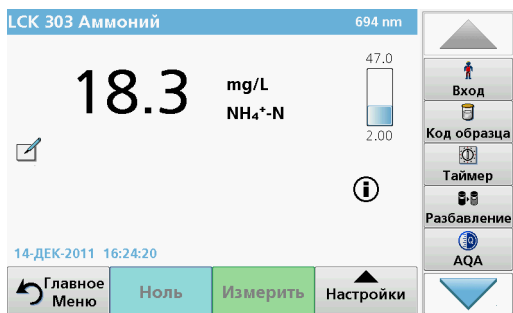 LCK 303 Аммоний
694 nm
18.3
mg/L
NH₄⁺-N
47.0
2.00
14-ДЕК-2011 16:24:20
Главное
Меню
Ноль
Измерить
Настройки
Вход
Код образца
Таймер
Разбавление
AQA